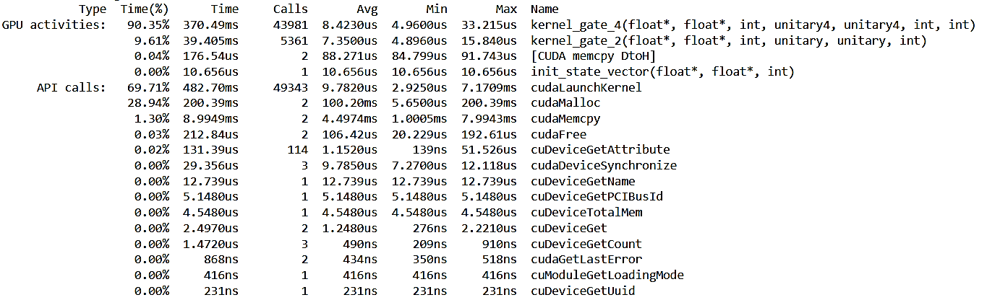 Type Time(%) Time Calls Avg Min Max Name
GPU activities: 90.35% 370.49ms 43981 8.4230us 4.9600us 33.215us kernel_gate_4(float*, float*, int, unitary4, unitary4, int, int)
9.61% 39.405ms 5361 7.3500us 4.8960us 15.840us kernel_gate_2(float*, float*, int, unitary, unitary, int)
0.04% 176.54us 2 88.271us 84.799us 91.743us [CUDA memcpy DtoH]
0.00% 10.656us 1 10.656us 10.656us 10.656us init_state_vector(float*, float*, int)
API calls: 69.71% 482.70ms 49343 9.7820us 2.9250us 7.1709ms cudaLaunchKernel
28.94% 200.39ms 2 100.20ms 5.6500us 200.39ms cudaMalloc
1.30% 8.9949ms 2 4.4974ms 1.0005ms 7.9943ms cudaMemcpy
0.03% 212.84us 2 106.42us 20.229us 192.61us cudaFree
0.02% 131.39us 114 1.1520us 139ns 51.526us cuDeviceGetAttribute
0.00% 29.356us 3 9.7850us 7.2700us 12.118us cudaDeviceSynchronize
0.00% 12.739us 1 12.739us 12.739us 12.739us cuDeviceGetName
0.00% 5.1480us 1 5.1480us 5.1480us 5.1480us cuDeviceGetPCIBusId
0.00% 4.5480us 1 4.5480us 4.5480us 4.5480us cuDeviceTotalMem
0.00% 2.4970us 2 1.2480us 276ns 2.2210us cuDeviceGet
0.00% 1.4720us 3 490ns 209ns 910ns cuDeviceGetCount
0.00% 868ns 2 434ns 350ns 518ns cudaGetLastError
0.00% 416ns 1 416ns 416ns 416ns cuModuleGetLoadingMode
0.00% 231ns 1 231ns 231ns 231ns cuDeviceGetUuid